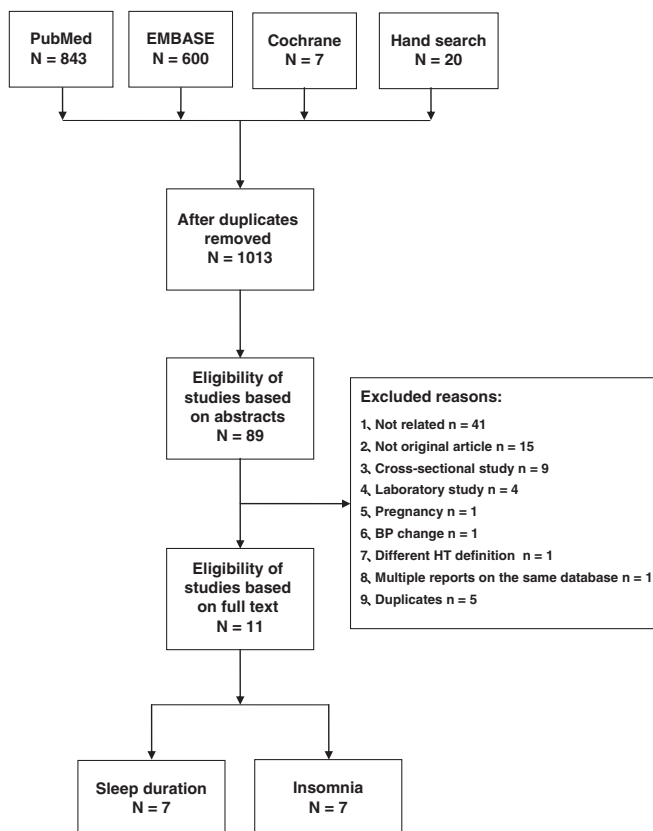 PubMed
N = 843
EMBASE
N = 600
Cochrane
N = 7
Hand search
N = 20
After duplicates
removed
N = 1013
Eligibility of
studies based
on abstracts
N = 89
Excluded reasons:
1、Not related n = 41
2、Not original article n = 15
3、Cross-sectional study n = 9
4、Laboratory study n = 4
5、Pregnancy n = 1
6、BP change n = 1
7、Different HT definition n = 1
8、Multiple reports on the same database n = 1
9、Duplicates n = 5
Eligibility of
studies based
on full text
N = 11
Sleep duration
N = 7
Insomnia
N = 7